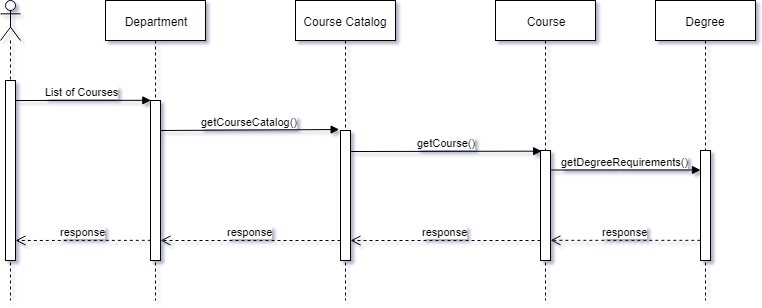 Department
Course Catalog
Course
Degree
List of Courses
getCourseCatalog()
getCourse()
getDegreeRequirements()
response
response
response
response